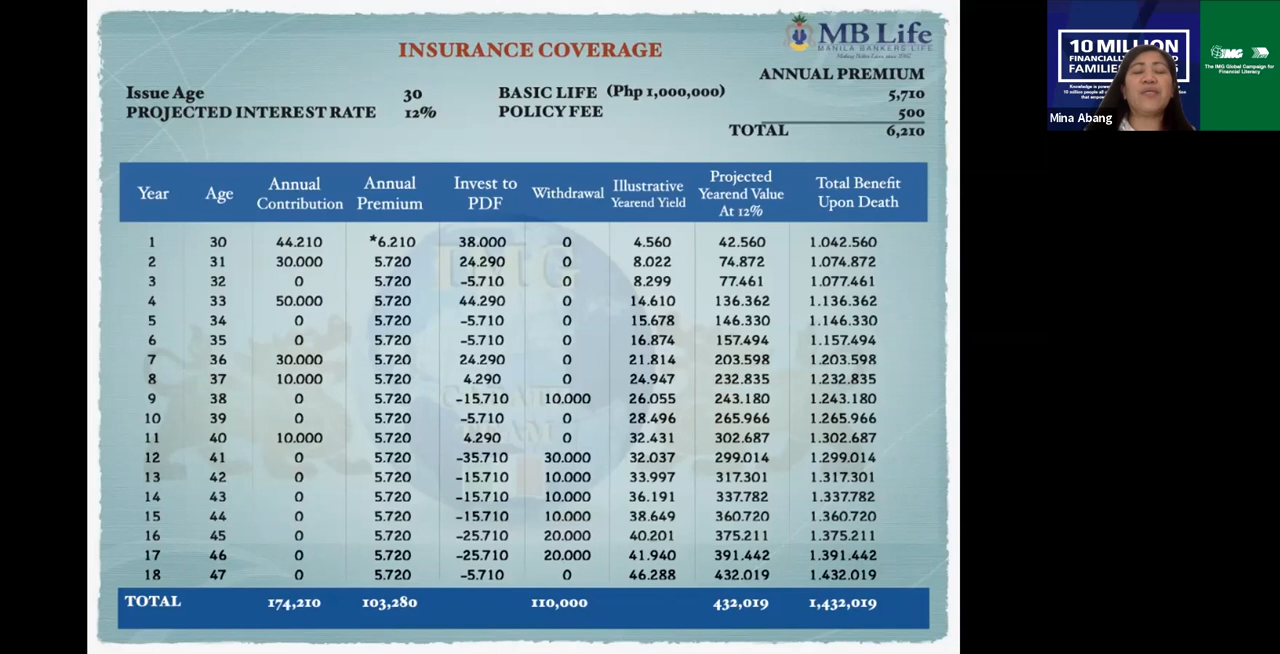 MB Life
MANILA BANKERS LIFE
INSURANCE COVERAGE
ANNUAL PREMIUM
Issue Age 30 BASIC LIFE (Php 1,000,000) 5,710
PROJECTED INTEREST RATE 12% POLICY FEE 500
TOTAL 6,210
Year Age Annual Contribution Annual Premium Invest to PDF Withdrawal Illustrative Yearend Yield Projected Yearend Value At 12% Total Benefit Upon Death
1 30 44.210 *6.210 38.000 0 4.560 42.560 1.042.560
2 31 30.000 5.720 24.290 0 8.022 74.872 1.074.872
3 32 0 5.720 -5.710 0 8.299 77.461 1.077.461
4 33 50.000 5.720 44.290 0 14.610 136.362 1.136.362
5 34 0 5.720 -5.710 0 15.678 146.330 1.146.330
6 35 0 5.720 -5.710 0 16.874 157.494 1.157.494
7 36 30.000 5.720 24.290 0 21.814 203.598 1.203.598
8 37 10.000 5.720 4.290 0 24.947 232.835 1.232.835
9 38 0 5.720 -15.710 10.000 26.055 243.180 1.243.180
10 39 0 5.720 -5.710 0 28.496 265.966 1.265.966
11 40 10.000 5.720 4.290 0 32.431 302.687 1.302.687
12 41 0 5.720 -35.710 30.000 32.037 299.014 1.299.014
13 42 0 5.720 -15.710 10.000 33.997 317.301 1.317.301
14 43 0 5.720 -15.710 10.000 36.191 337.782 1.337.782
15 44 0 5.720 -15.710 10.000 38.649 360.720 1.360.720
16 45 0 5.720 -25.710 20.000 40.201 375.211 1.375.211
17 46 0 5.720 -25.710 20.000 41.940 391.442 1.391.442
18 47 0 5.720 -5.710 0 46.288 432.019 1.432.019
TOTAL 174,210 103,280 110,000 432,019 1,432,019
IMG
10 MILLION
FINANCIALLY
FAMILIES
IMG
The IMG Global Campaign for
Financial Literacy
Mina Abang